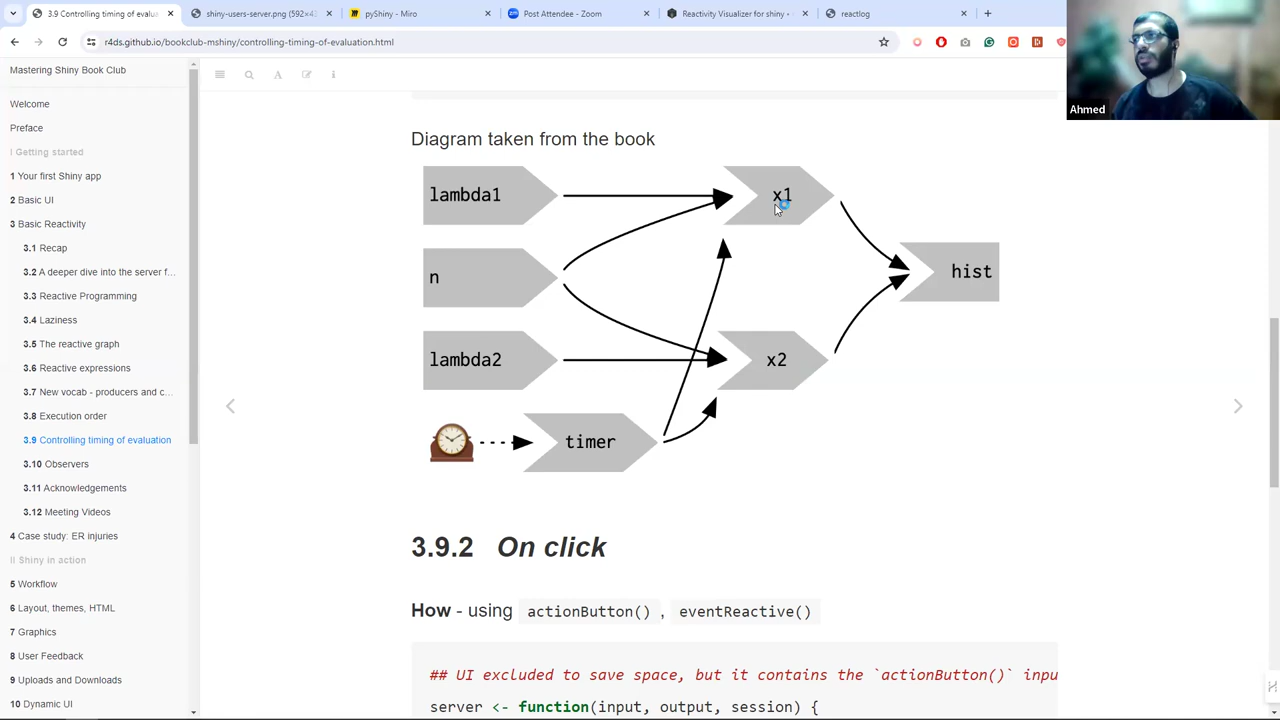 3.9 Controlling timing of evalua
shiny-users-server.png (592×43
pyShiny - Miro
Post Attendee - Zoom
Reactivity Visualizer for shiny •
reactlog
r4ds.github.io/bookclub-mshiny/controlling-timing-of-evaluation.html
Ahmed
Mastering Shiny Book Club
Welcome
Preface
I Getting started
1 Your first Shiny app
2 Basic UI
3 Basic Reactivity
3.1 Recap
3.2 A deeper dive into the server f...
3.3 Reactive Programming
3.4 Laziness
3.5 The reactive graph
3.6 Reactive expressions
3.7 New vocab - producers and c...
3.8 Execution order
3.9 Controlling timing of evaluation
3.10 Observers
3.11 Acknowledgements
3.12 Meeting Videos
4 Case study: ER injuries
II Shiny in action
5 Workflow
6 Layout, themes, HTML
7 Graphics
8 User Feedback
9 Uploads and Downloads
10 Dynamic UI
Diagram taken from the book
lambda1
x1
n
hist
lambda2
x2
timer
3.9.2 On click
How - using actionButton() , eventReactive()
## UI excluded to save space, but it contains the `actionButton()` inpu
server <- function(input, output, session) {